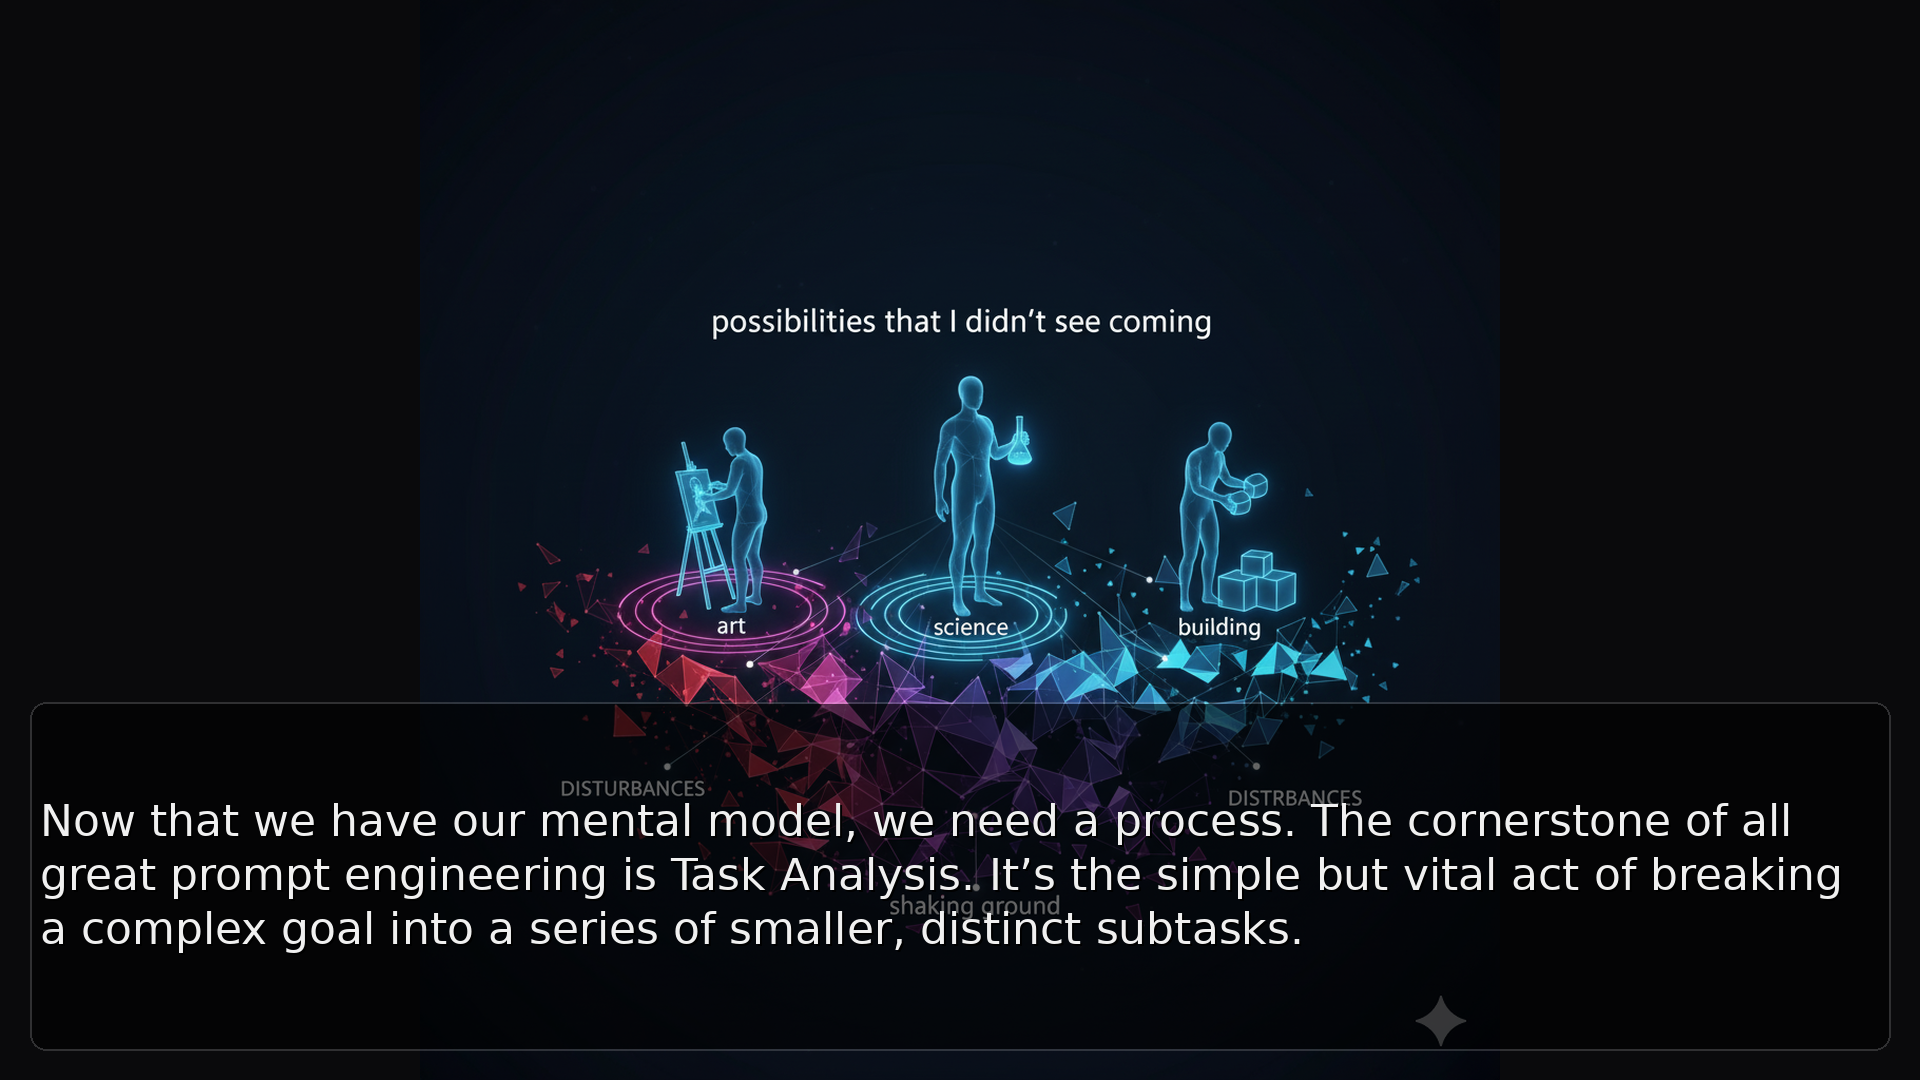 possibilities that I didn't see coming
art
science
building
DISTURBANCES
DISTRBANCES
Now that we have our mental model, we need a process. The cornerstone of all
great prompt engineering is Task Analysis. It’s the simple but vital act of breaking
shaking ground
a complex goal into a series of smaller, distinct subtasks.